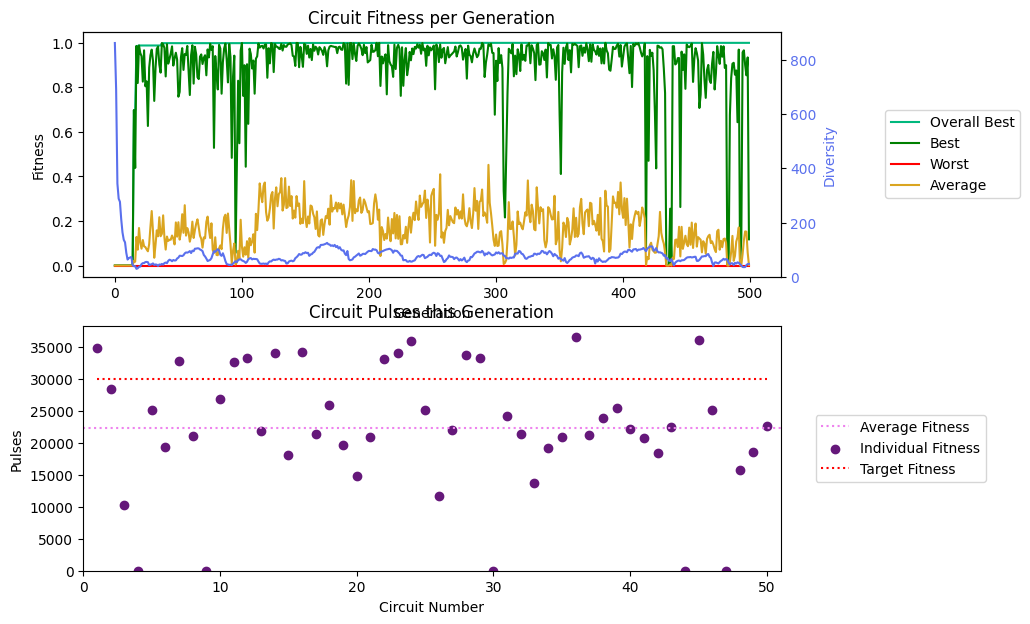 Circuit Fitness per Generation
1.0
0.8
0.6
0.4
0.2
0.0
Fitness
800
600
400
200
0
Diversity
0 100 200 300 400 500
Generation
Overall Best
Best
Worst
Average
Circuit Pulses this Generation
35000
30000
25000
20000
15000
10000
5000
0
Pulses
0 10 20 30 40 50
Circuit Number
Average Fitness
Individual Fitness
Target Fitness